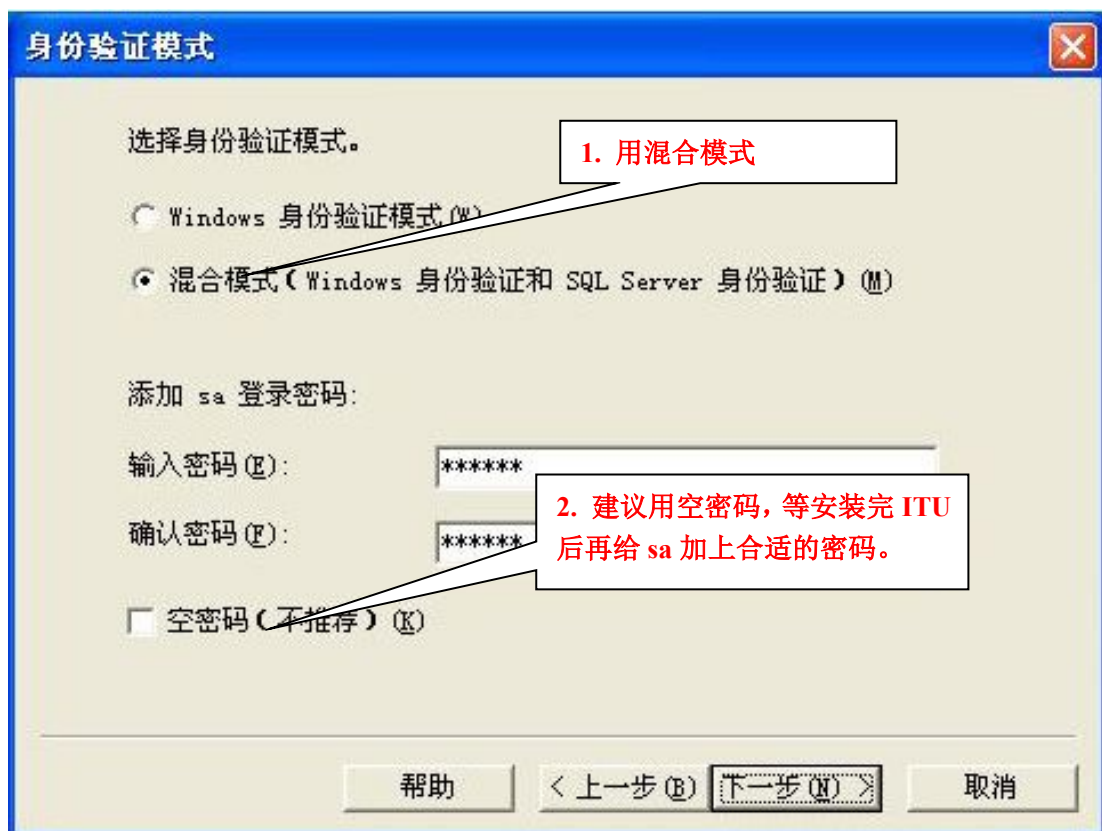 身份验证模式
选择身份验证模式。
1. 用混合模式
Windows 身份验证模式(W)
混合模式(Windows 身份验证和 SQL Server 身份验证)(M)
添加 sa 登录密码:
输入密码(E):
******
2. 建议用空密码，等安装完 ITU
后再给 sa 加上合适的密码。
确认密码(F):
******
空密码(不推荐)(K)
帮助
< 上一步(B)
下一步(N) >
取消